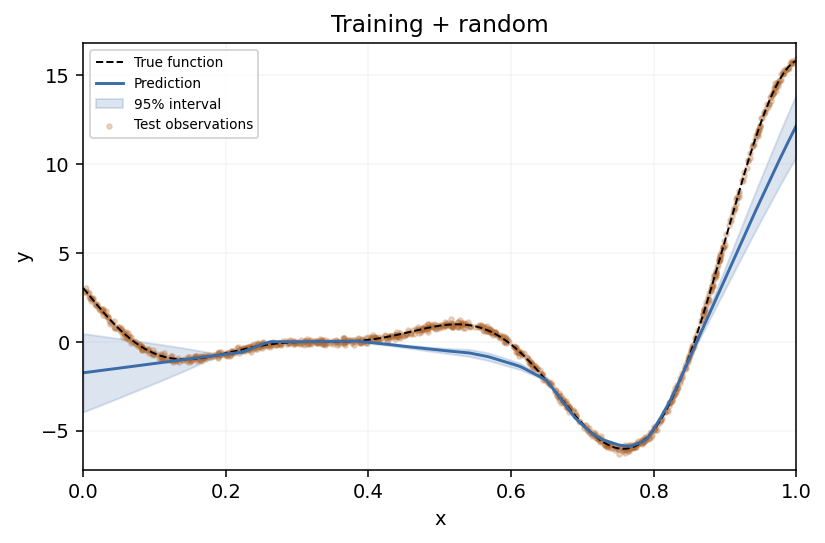 Training + random
True function
Prediction
95% interval
Test observations
15
10
5
0
−5
y
0.0 0.2 0.4 0.6 0.8 1.0
x